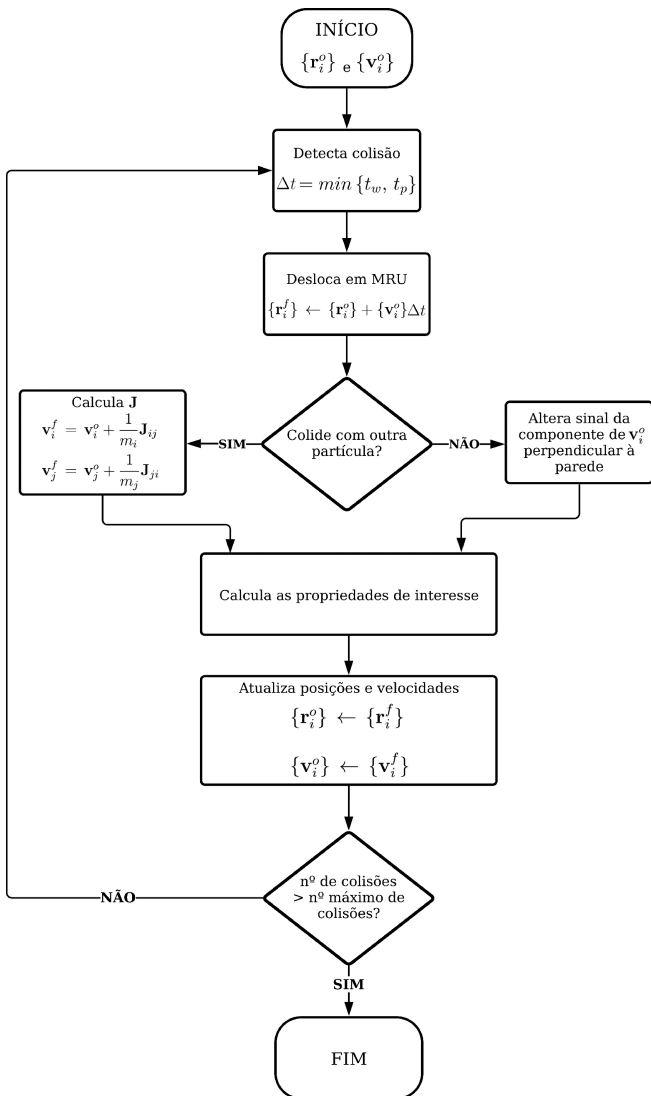 INÍCIO
{r_i^o} e {v_i^o}
Detecta colisão
Δt = min {t_w, t_p}
Desloca em MRU
{r_i^f} ← {r_i^o} + {v_i^o}Δt
Colide com outra
partícula?
SIM
NÃO
Calcula J
v_i^f = v_i^o + 1/m_i J_ij
v_j^f = v_j^o + 1/m_j J_ji
Altera sinal da
componente de v_i^o
perpendicular à
parede
Calcula as propriedades de interesse
Atualiza posições e velocidades
{r_i^o} ← {r_i^f}
{v_i^o} ← {v_i^f}
nº de colisões
> nº máximo de
colisões?
NÃO
SIM
FIM